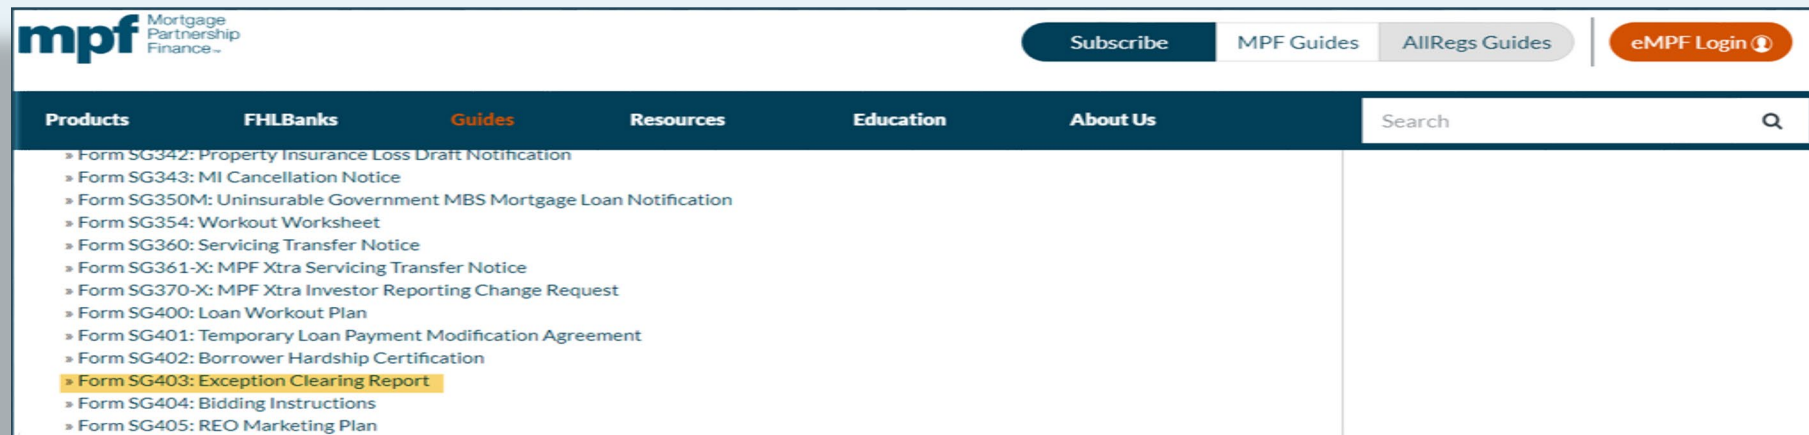 mpf Mortgage
Partnership
Finance™
Subscribe MPF Guides AllRegs Guides eMPF Login
Products FHLBanks Guides Resources Education About Us Search
» Form SG342: Property Insurance Loss Draft Notification
» Form SG343: MI Cancellation Notice
» Form SG350M: Uninsurable Government MBS Mortgage Loan Notification
» Form SG354: Workout Worksheet
» Form SG360: Servicing Transfer Notice
» Form SG361-X: MPF Xtra Servicing Transfer Notice
» Form SG370-X: MPF Xtra Investor Reporting Change Request
» Form SG400: Loan Workout Plan
» Form SG401: Temporary Loan Payment Modification Agreement
» Form SG402: Borrower Hardship Certification
» Form SG403: Exception Clearing Report
» Form SG404: Bidding Instructions
» Form SG405: REO Marketing Plan